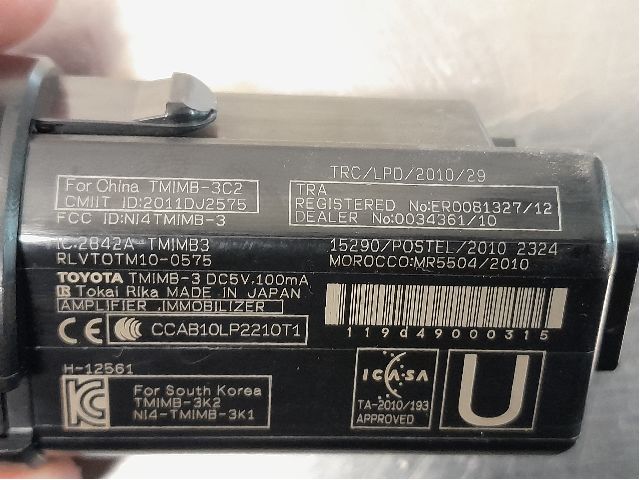 For China TMIMB-3C2
CMIIT ID:2011DJ2575
FCC ID:NI4TMIMB-3
IC:2842A-TMIMB3
RLVTOTM10-0575
TOYOTA TMIMB-3 DC5V,100mA
Tokai Rika MADE IN JAPAN
AMPLIFIER ,IMMOBILIZER
CE CCC CCAB10LP2210T1
H-12561
KC
For South Korea
TMIMB-3K2
NI4-TMIMB-3K1
TRC/LPD/2010/29
TRA
REGISTERED No:ER0081327/12
DEALER No:0034361/10
15290/POSTEL/2010 2324
MOROCCO:MR5504/2010
119d49000315
ICASA
TA-2010/193
APPROVED
U